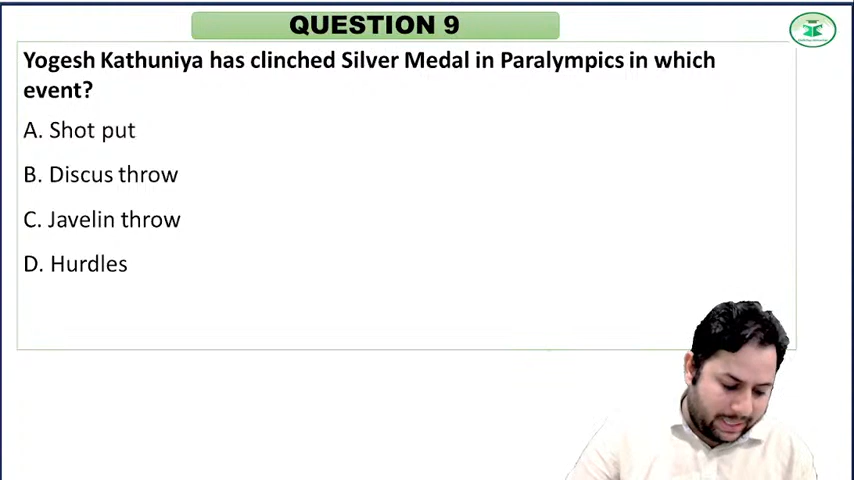 QUESTION 9
Yogesh Kathuniya has clinched Silver Medal in Paralympics in which
event?
A. Shot put
B. Discus throw
C. Javelin throw
D. Hurdles